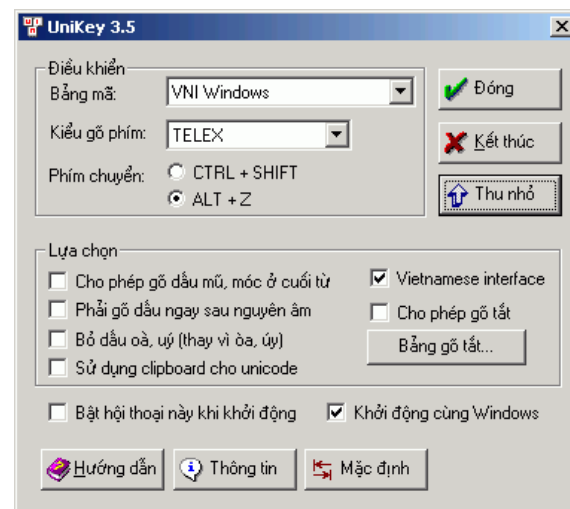 UniKey 3.5
Điều khiển
Bảng mã: VNI Windows
Kiểu gõ phím: TELEX
Phím chuyển: CTRL + SHIFT
ALT + Z
Đóng
Kết thúc
Thu nhỏ
Lựa chọn
Cho phép gõ dấu mũ, móc ở cuối từ
Phải gõ dấu ngay sau nguyên âm
Bỏ dấu oà, uý (thay vì òa, úy)
Sử dụng clipboard cho unicode
Vietnamese interface
Cho phép gõ tắt
Bảng gõ tắt...
Bật hội thoại này khi khởi động
Khởi động cùng Windows
Hướng dẫn
Thông tin
Mặc định